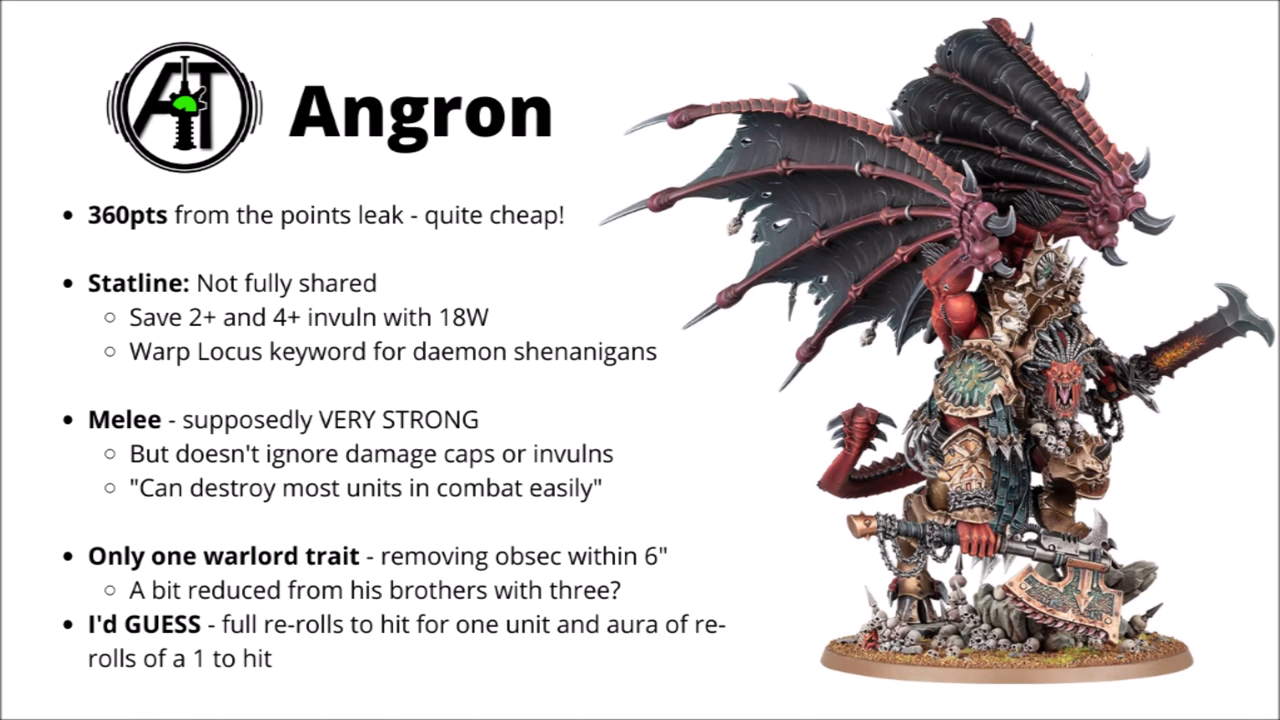 AT
Angron
• 360pts from the points leak - quite cheap!
• Statline: Not fully shared
○ Save 2+ and 4+ invuln with 18W
○ Warp Locus keyword for daemon shenanigans
• Melee - supposedly VERY STRONG
○ But doesn't ignore damage caps or invulns
○ "Can destroy most units in combat easily"
• Only one warlord trait - removing obsec within 6"
○ A bit reduced from his brothers with three?
• I'd GUESS - full re-rolls to hit for one unit and aura of re-
rolls of a 1 to hit